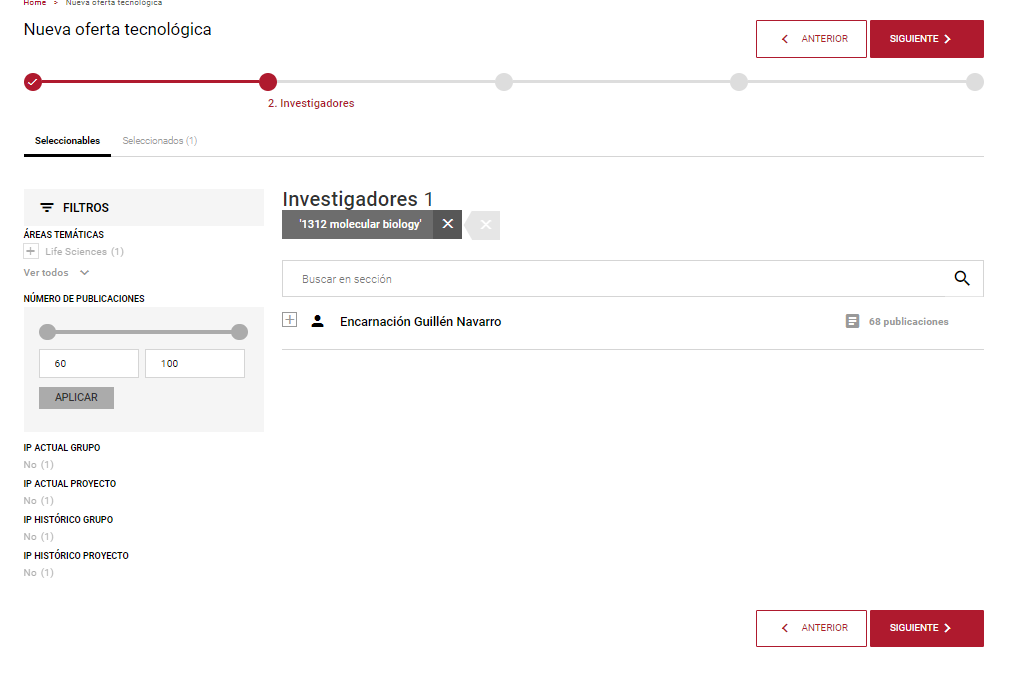 Home > Nueva oferta tecnológica
Nueva oferta tecnológica
ANTERIOR
SIGUIENTE
2. Investigadores
Seleccionables
Seleccionados (1)
FILTROS
ÁREAS TEMÁTICAS
Life Sciences (1)
Ver todos
NÚMERO DE PUBLICACIONES
60
100
APLICAR
IP ACTUAL GRUPO
No (1)
IP ACTUAL PROYECTO
No (1)
IP HISTÓRICO GRUPO
No (1)
IP HISTÓRICO PROYECTO
No (1)
Investigadores 1
'1312 molecular biology'
Buscar en sección
Encarnación Guillén Navarro
68 publicaciones
ANTERIOR
SIGUIENTE